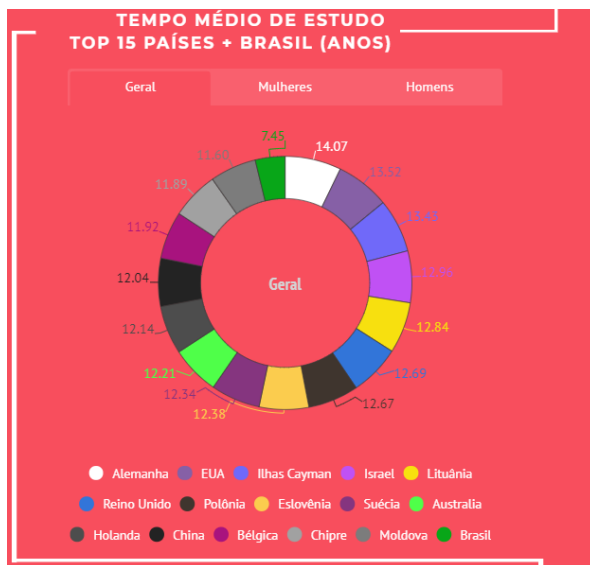 TEMPO MÉDIO DE ESTUDO
TOP 15 PAÍSES + BRASIL (ANOS)
Geral Mulheres Homens
7.45 14.07
11.60 13.52
11.89
11.92
12.04
12.14 12.84
12.21 12.69
12.34 12.67
12.38
Geral
Alemanha EUA Ilhas Cayman Israel Lituânia
Reino Unido Polônia Eslovênia Suécia Australia
Holanda China Bélgica Chipre Moldova Brasil